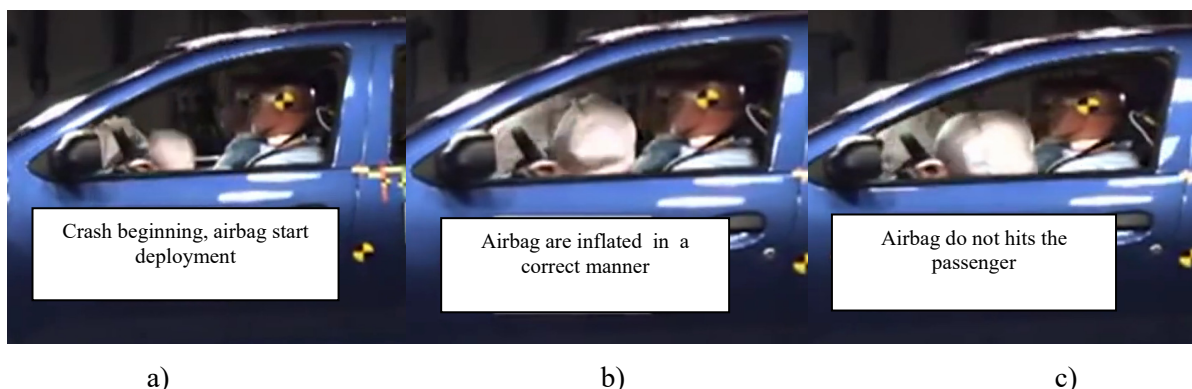 Crash beginning, airbag start
deployment
Airbag are inflated in a
correct manner
Airbag do not hits the
passenger
a)
b)
c)